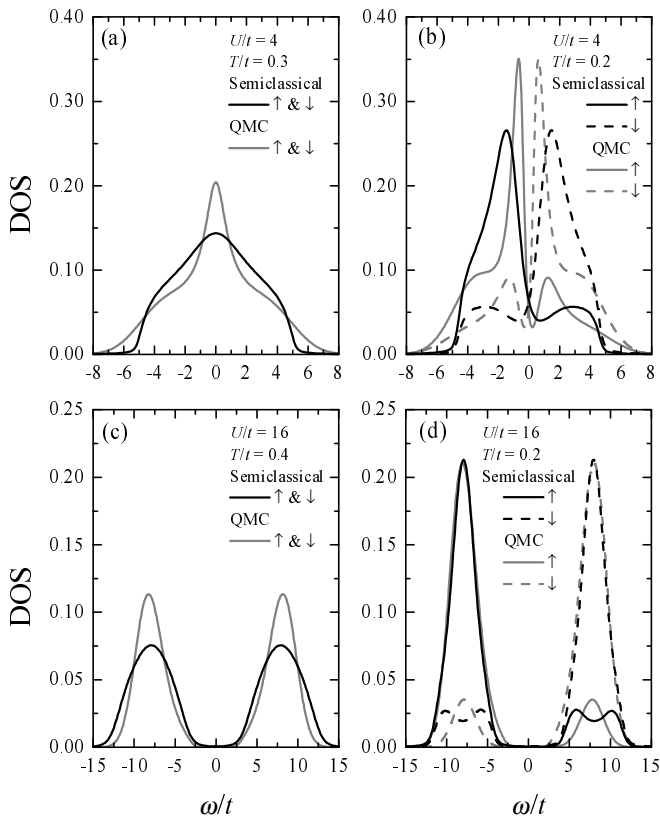 (a)
U/t = 4
T/t = 0.3
Semiclassical
↑ & ↓
QMC
↑ & ↓
0.40
0.30
0.20
0.10
0.00
-8 -6 -4 -2 0 2 4 6 8
DOS
(b)
U/t = 4
T/t = 0.2
Semiclassical
↑
↓
QMC
↑
↓
0.40
0.30
0.20
0.10
0.00
-8 -6 -4 -2 0 2 4 6 8
(c)
U/t = 16
T/t = 0.4
Semiclassical
↑ & ↓
QMC
↑ & ↓
0.25
0.20
0.15
0.10
0.05
0.00
-15 -10 -5 0 5 10 15
DOS
ω/t
(d)
U/t = 16
T/t = 0.2
Semiclassical
↑
↓
QMC
↑
↓
0.25
0.20
0.15
0.10
0.05
0.00
-15 -10 -5 0 5 10 15
ω/t